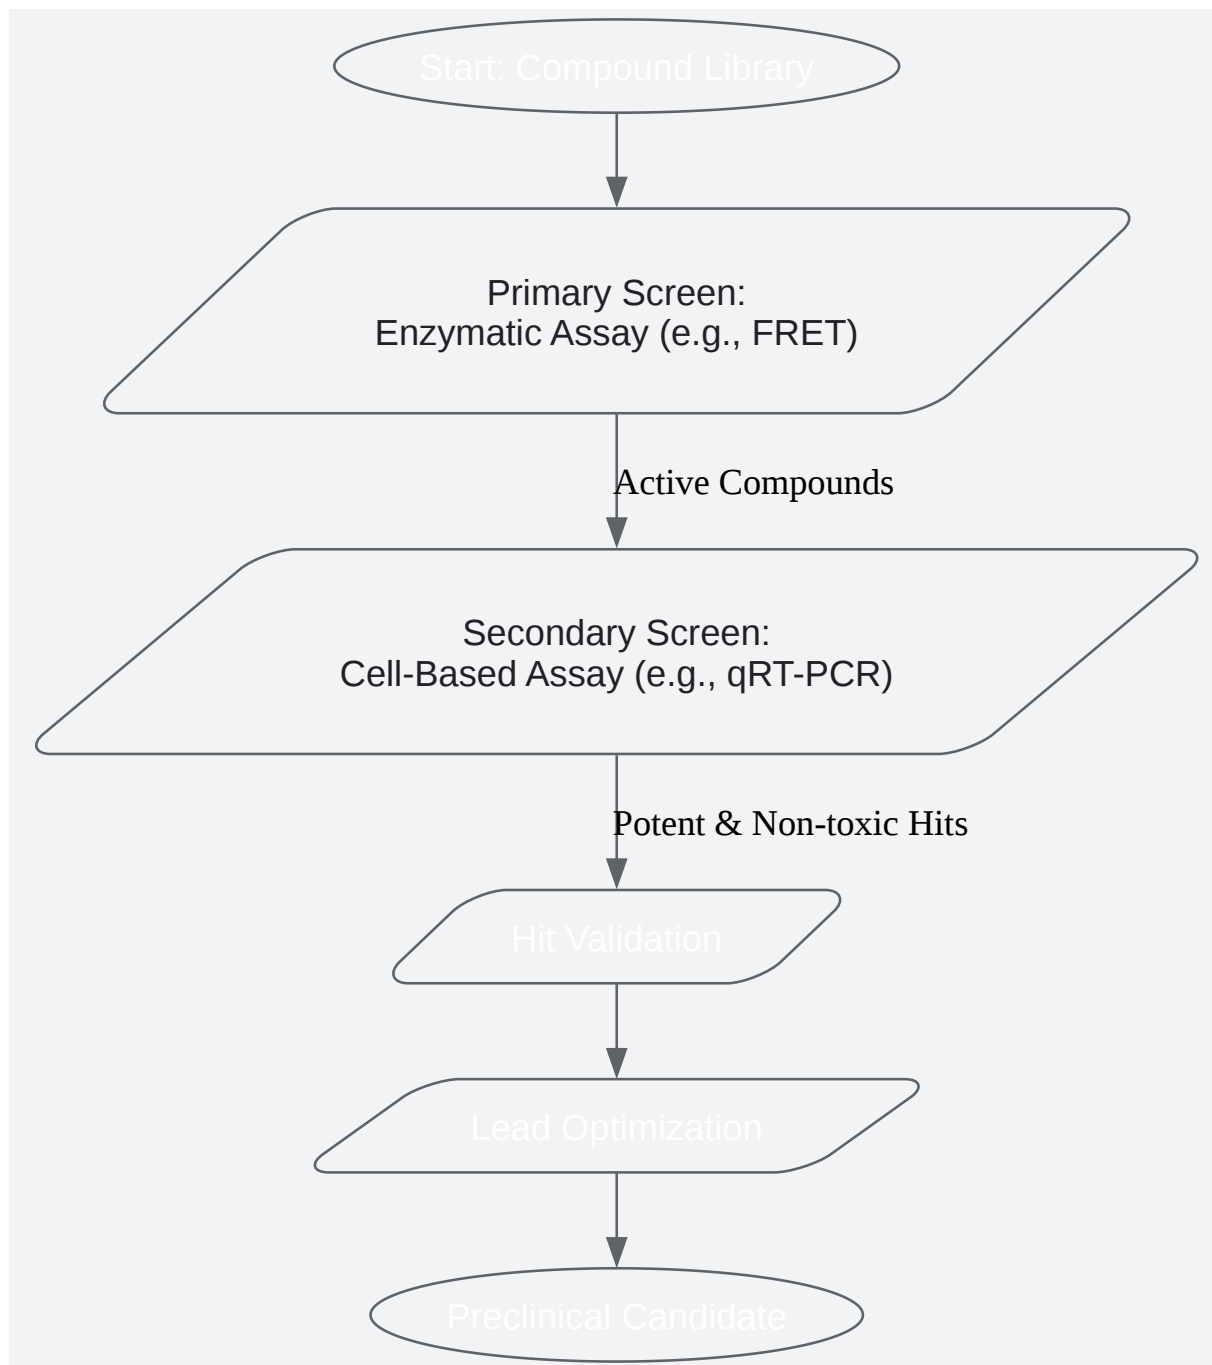 Start: Compound Library
Primary Screen:
Enzymatic Assay (e.g., FRET)
Active Compounds
Secondary Screen:
Cell-Based Assay (e.g., qRT-PCR)
Potent & Non-toxic Hits
Hit Validation
Lead Optimization
Preclinical Candidate